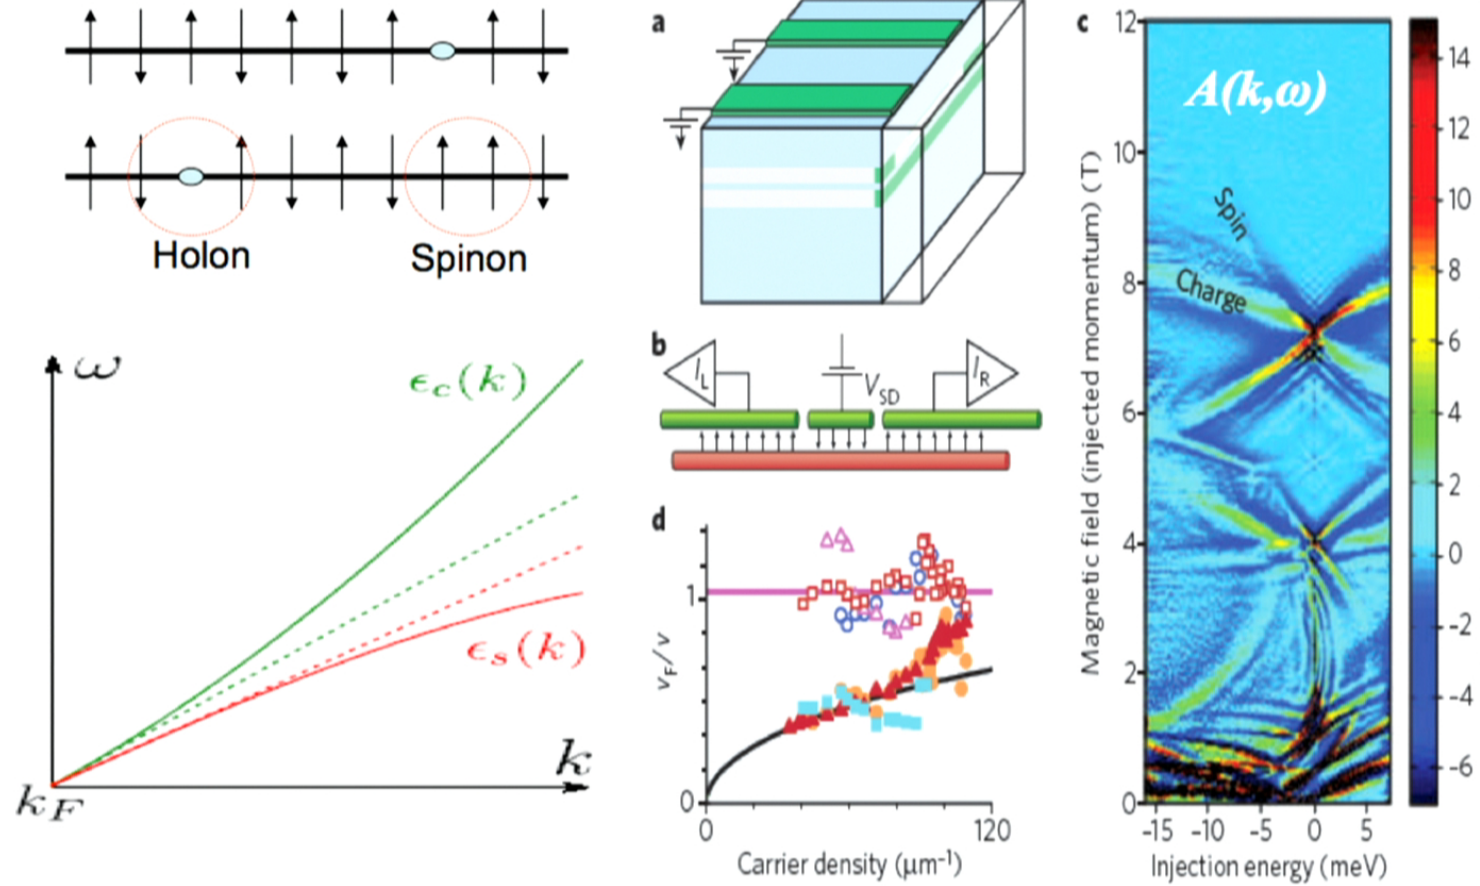 Holon
Spinon
ω
ϵc(k)
ϵs(k)
k
kF
a
b
IL
VSD
IR
d
vF/v
1
0
0
120
Carrier density (μm⁻¹)
c
A(k,ω)
Spin
Charge
Magnetic field (injected momentum) (T)
12
10
8
6
4
2
0
-15 -10 -5 0 5
Injection energy (meV)
14
12
10
8
6
4
2
0
-2
-4
-6